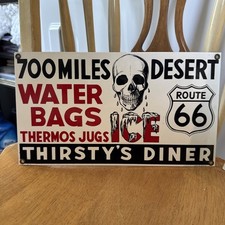 700 MILES DESERT
WATER
BAGS
THERMOS JUGS
ICE
ROUTE
66
THIRSTY'S DINER